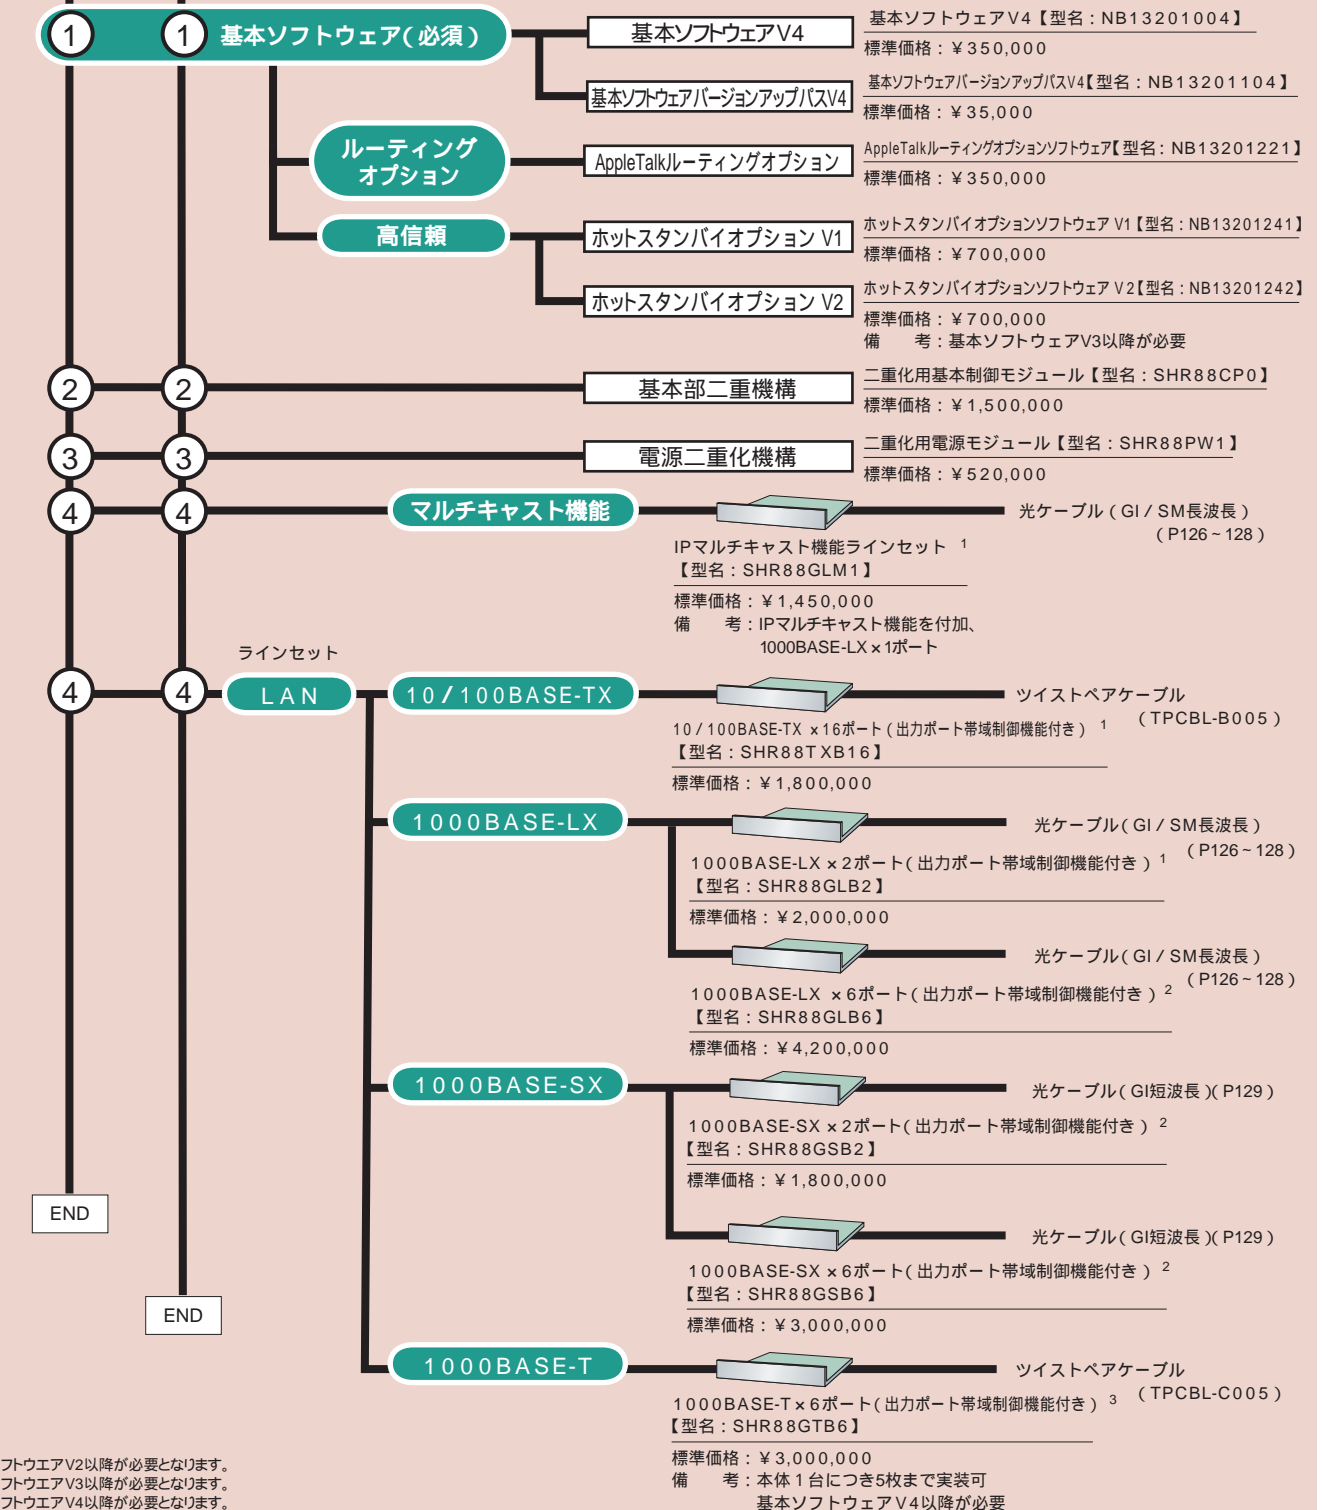 1
1
基本ソフトウェア(必須)
基本ソフトウェアV4
基本ソフトウェアV4【型名:NB13201004】
標準価格:¥350,000
基本ソフトウェアバージョンアップパスV4
基本ソフトウェアバージョンアップパスV4【型名:NB13201104】
標準価格:¥35,000
ルーティング
オプション
AppleTalkルーティングオプション
AppleTalkルーティングオプションソフトウェア【型名:NB13201221】
標準価格:¥350,000
高信頼
ホットスタンバイオプション V1
ホットスタンバイオプションソフトウェア V1【型名:NB13201241】
標準価格:¥700,000
ホットスタンバイオプション V2
ホットスタンバイオプションソフトウェア V2【型名:NB13201242】
標準価格:¥700,000
備 考:基本ソフトウェアV3以降が必要
2
2
基本部二重機構
二重化用基本制御モジュール【型名:SHR88CP0】
標準価格:¥1,500,000
3
3
電源二重化機構
二重化用電源モジュール【型名:SHR88PW1】
標準価格:¥520,000
4
4
マルチキャスト機能
光ケーブル(GI/SM長波長)
(P126~128)
IPマルチキャスト機能ラインセット 1
【型名:SHR88GLM1】
標準価格:¥1,450,000
備 考:IPマルチキャスト機能を付加、
1000BASE-LX×1ポート
ラインセット
4
4
LAN
10/100BASE-TX
ツイストペアケーブル
(TPCBL-B005)
10/100BASE-TX ×16ポート(出力ポート帯域制御機能付き) 1
【型名:SHR88TXB16】
標準価格:¥1,800,000
1000BASE-LX
光ケーブル(GI/SM長波長)
(P126~128)
1000BASE-LX ×2ポート(出力ポート帯域制御機能付き) 1
【型名:SHR88GLB2】
標準価格:¥2,000,000
光ケーブル(GI/SM長波長)
(P126~128)
1000BASE-LX ×6ポート(出力ポート帯域制御機能付き) 2
【型名:SHR88GLB6】
標準価格:¥4,200,000
1000BASE-SX
光ケーブル(GI短波長)(P129)
1000BASE-SX ×2ポート(出力ポート帯域制御機能付き) 2
【型名:SHR88GSB2】
標準価格:¥1,800,000
END
光ケーブル(GI短波長)(P129)
1000BASE-SX ×6ポート(出力ポート帯域制御機能付き) 2
【型名:SHR88GSB6】
標準価格:¥3,000,000
END
1000BASE-T
ツイストペアケーブル
(TPCBL-C005)
1000BASE-T×6ポート(出力ポート帯域制御機能付き) 3
【型名:SHR88GTB6】
標準価格:¥3,000,000
備 考:本体1台につき5枚まで実装可
基本ソフトウェアV4以降が必要
フトウエアV2以降が必要となります。
フトウエアV3以降が必要となります。
フトウエアV4以降が必要となります。